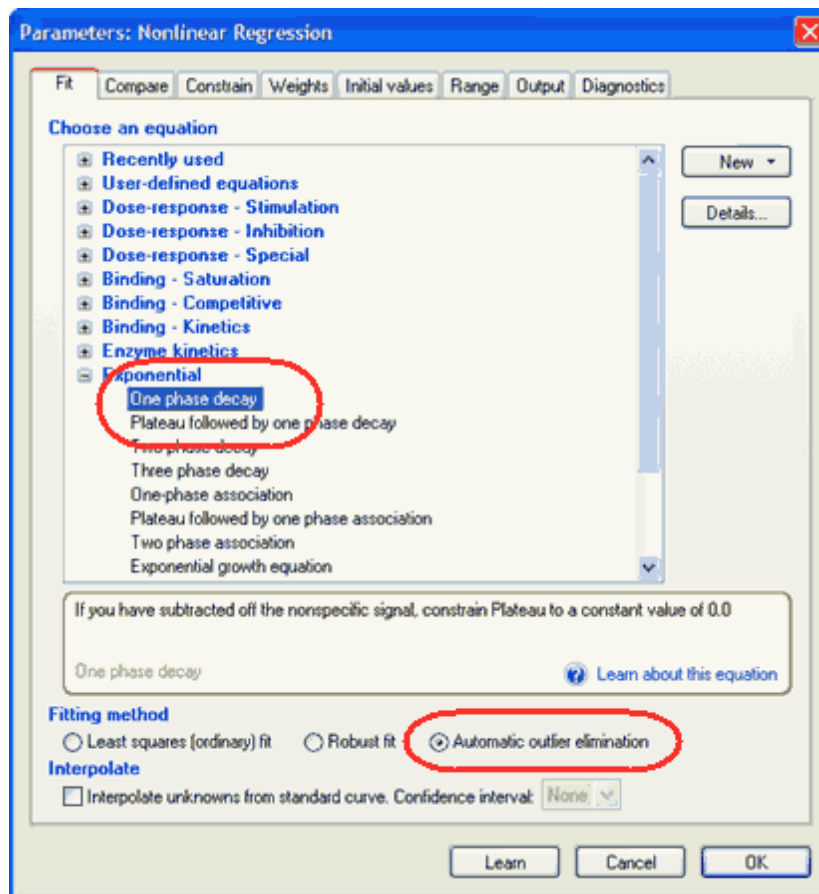 Parameters: Nonlinear Regression
Fit Compare Constrain Weights Initial values Range Output Diagnostics
Choose an equation
Recently used
New
User-defined equations
Dose-response - Stimulation
Details...
Dose-response - Inhibition
Dose-response - Special
Binding - Saturation
Binding - Competitive
Binding - Kinetics
Enzyme kinetics
Exponential
One phase decay
Plateau followed by one phase decay
Two phase decay
Three phase decay
One-phase association
Plateau followed by one phase association
Two phase association
Exponential growth equation
If you have subtracted off the nonspecific signal, constrain Plateau to a constant value of 0.0
One phase decay
Learn about this equation
Fitting method
Least squares (ordinary) fit Robust fit Automatic outlier elimination
Interpolate
Interpolate unknowns from standard curve. Confidence interval: None
Learn Cancel OK